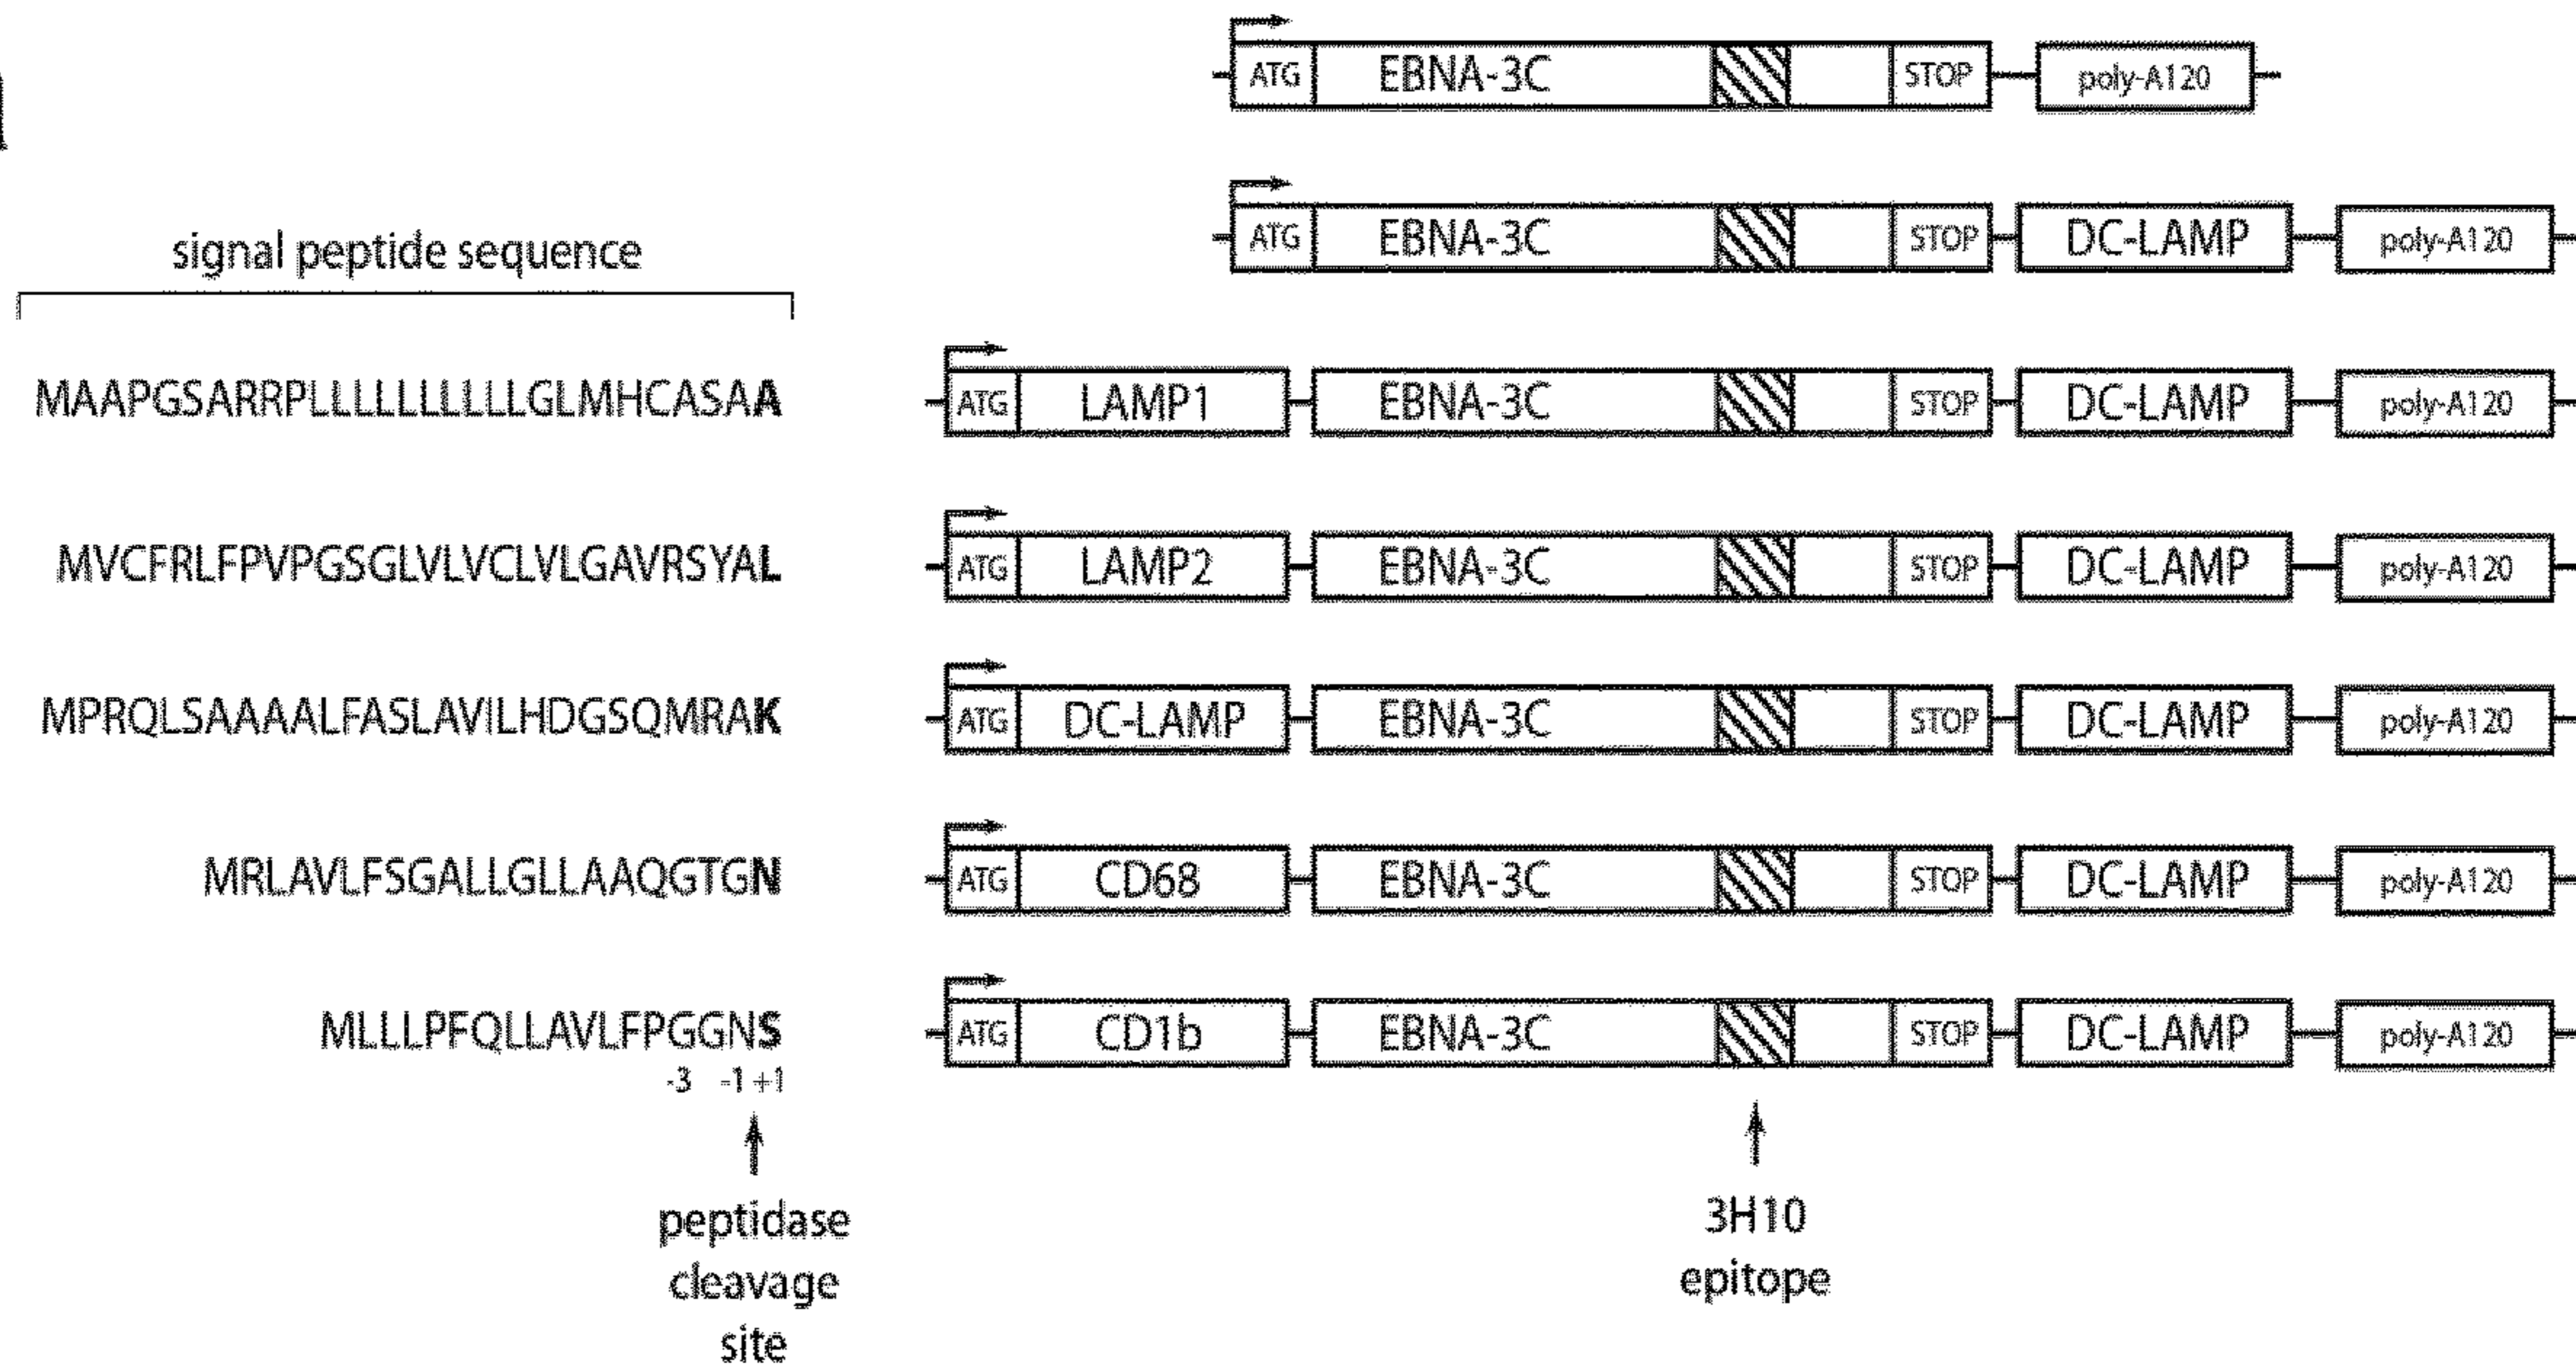 ATG EBNA-3C STOP poly-A120
ATG EBNA-3C STOP DC-LAMP poly-A120
signal peptide sequence
MAAPGSARRPLLLLLLLLLLGLMHCASAA ATG LAMP1 EBNA-3C STOP DC-LAMP poly-A120
MVCFRLFPVPGSGLVLVCLVLGAVRSYAL ATG LAMP2 EBNA-3C STOP DC-LAMP poly-A120
MPRQLSAAAALFASLAVILHDGSQMRAK ATG DC-LAMP EBNA-3C STOP DC-LAMP poly-A120
MRLAVLFSGALLGLLAAQGTGN ATG CD68 EBNA-3C STOP DC-LAMP poly-A120
MLLLPFQLLAVLFPGGNS ATG CD1b EBNA-3C STOP DC-LAMP poly-A120
-3 -1 +1
peptidase
cleavage
site
3H10
epitope